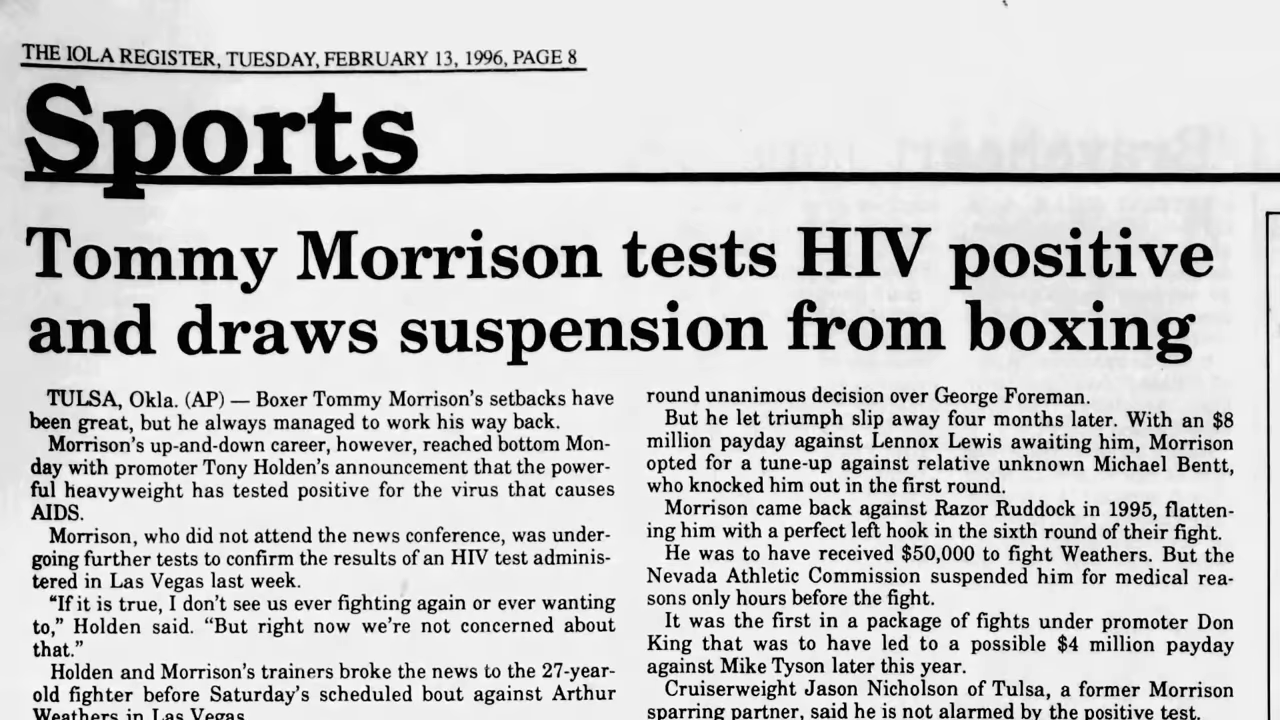 THE IOLA REGISTER, TUESDAY, FEBRUARY 13, 1996, PAGE 8
Sports
Tommy Morrison tests HIV positive
and draws suspension from boxing
TULSA, Okla. (AP) — Boxer Tommy Morrison's setbacks have
been great, but he always managed to work his way back.
Morrison's up-and-down career, however, reached bottom Mon-
day with promoter Tony Holden's announcement that the power-
ful heavyweight has tested positive for the virus that causes
AIDS.
Morrison, who did not attend the news conference, was under-
going further tests to confirm the results of an HIV test adminis-
tered in Las Vegas last week.
"If it is true, I don't see us ever fighting again or ever wanting
to," Holden said. "But right now we're not concerned about
that."
Holden and Morrison's trainers broke the news to the 27-year-
old fighter before Saturday's scheduled bout against Arthur
Weathers in Las Vegas.
round unanimous decision over George Foreman.
But he let triumph slip away four months later. With an $8
million payday against Lennox Lewis awaiting him, Morrison
opted for a tune-up against relative unknown Michael Bentt,
who knocked him out in the first round.
Morrison came back against Razor Ruddock in 1995, flatten-
ing him with a perfect left hook in the sixth round of their fight.
He was to have received $50,000 to fight Weathers. But the
Nevada Athletic Commission suspended him for medical rea-
sons only hours before the fight.
It was the first in a package of fights under promoter Don
King that was to have led to a possible $4 million payday
against Mike Tyson later this year.
Cruiserweight Jason Nicholson of Tulsa, a former Morrison
sparring partner, said he is not alarmed by the positive test.